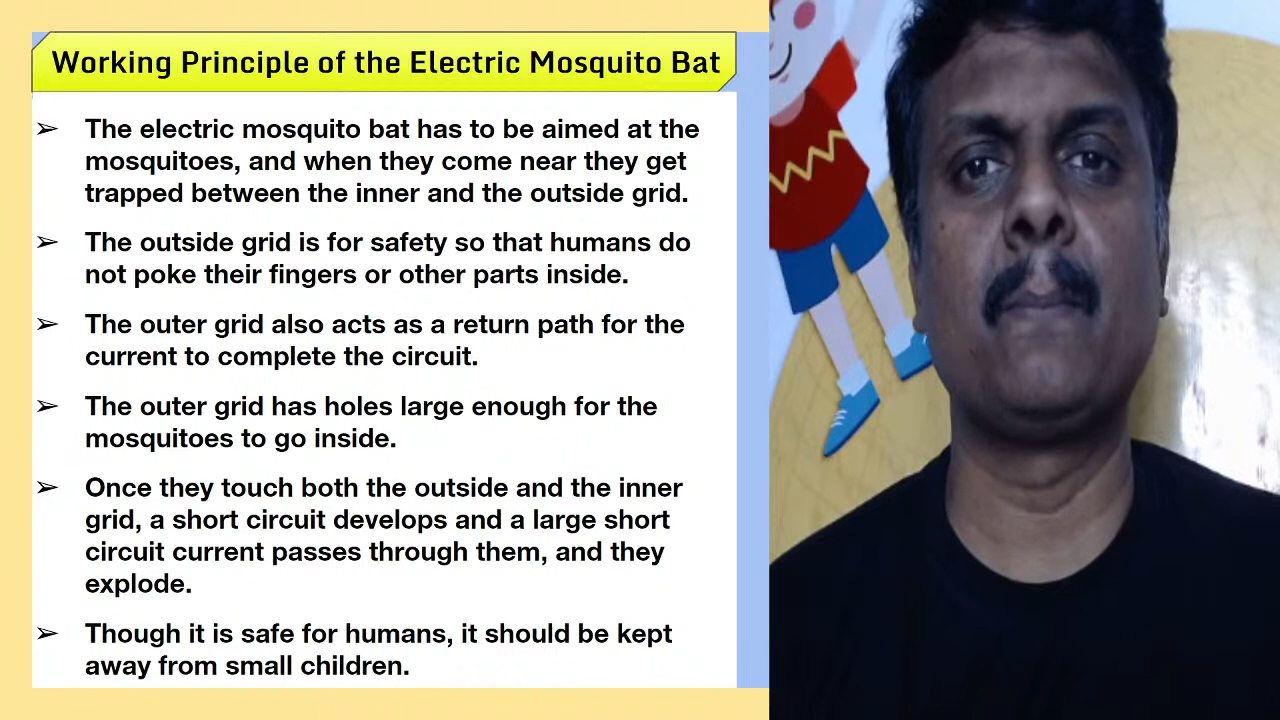 Working Principle of the Electric Mosquito Bat
➢ The electric mosquito bat has to be aimed at the
mosquitoes, and when they come near they get
trapped between the inner and the outside grid.
➢ The outside grid is for safety so that humans do
not poke their fingers or other parts inside.
➢ The outer grid also acts as a return path for the
current to complete the circuit.
➢ The outer grid has holes large enough for the
mosquitoes to go inside.
➢ Once they touch both the outside and the inner
grid, a short circuit develops and a large short
circuit current passes through them, and they
explode.
➢ Though it is safe for humans, it should be kept
away from small children.